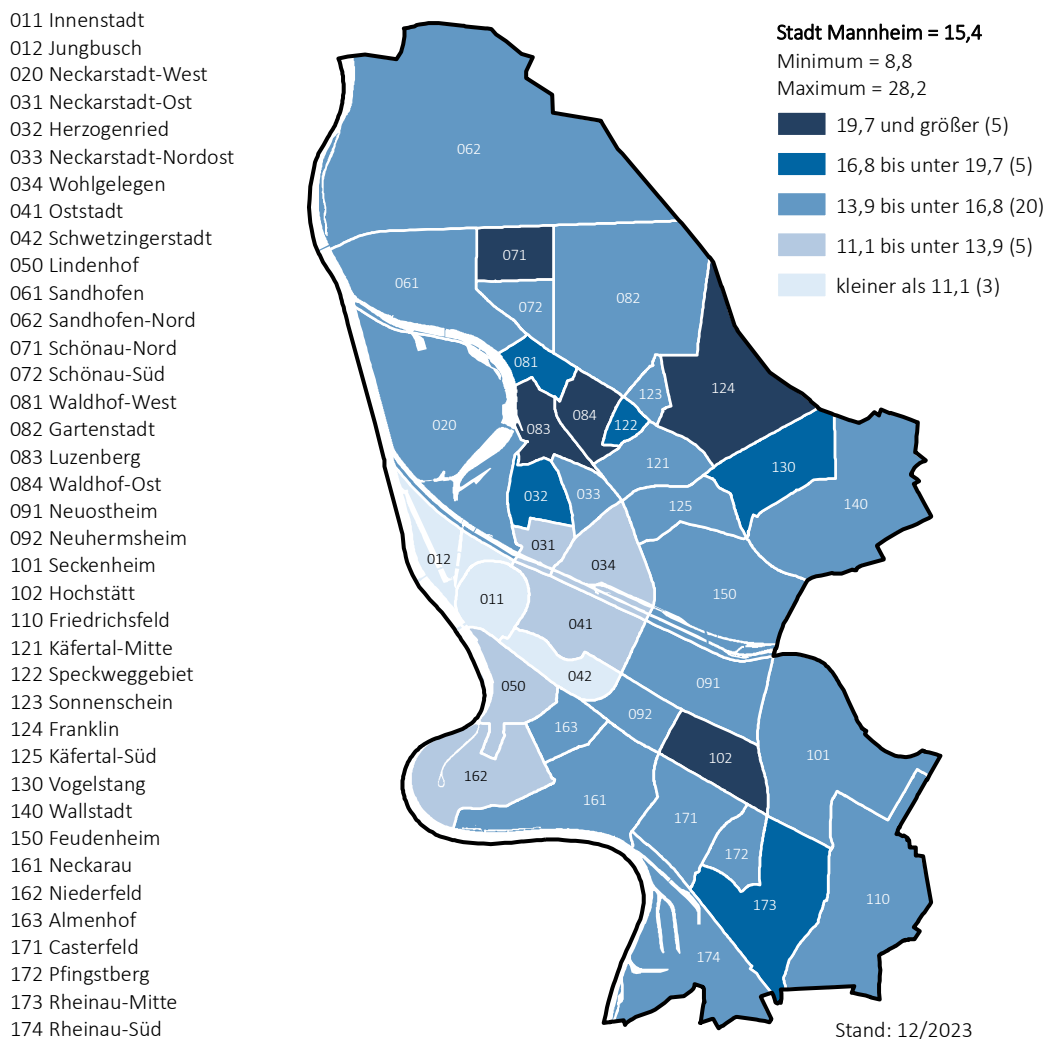 011 Innenstadt
012 Jungbusch
020 Neckarstadt-West
031 Neckarstadt-Ost
032 Herzogenried
033 Neckarstadt-Nordost
034 Wohlgelegen
041 Oststadt
042 Schwetzingerstadt
050 Lindenhof
061 Sandhofen
062 Sandhofen-Nord
071 Schönau-Nord
072 Schönau-Süd
081 Waldhof-West
082 Gartenstadt
083 Luzenberg
084 Waldhof-Ost
091 Neuostheim
092 Neuhermsheim
101 Seckenheim
102 Hochstätt
110 Friedrichsfeld
121 Käfertal-Mitte
122 Speckweggebiet
123 Sonnenschein
124 Franklin
125 Käfertal-Süd
130 Vogelstang
140 Wallstadt
150 Feudenheim
161 Neckarau
162 Niederfeld
163 Almenhof
171 Casterfeld
172 Pfingstberg
173 Rheinau-Mitte
174 Rheinau-Süd
Stadt Mannheim = 15,4
Minimum = 8,8
Maximum = 28,2
19,7 und größer (5)
16,8 bis unter 19,7 (5)
13,9 bis unter 16,8 (20)
11,1 bis unter 13,9 (5)
kleiner als 11,1 (3)
062
071
061
082
072
081
124
123
084
020
122
083
121
130
032
033
125
140
031
012
034
150
011
041
042
091
050
092
163
101
102
162
161
171
172
110
173
174
Stand: 12/2023